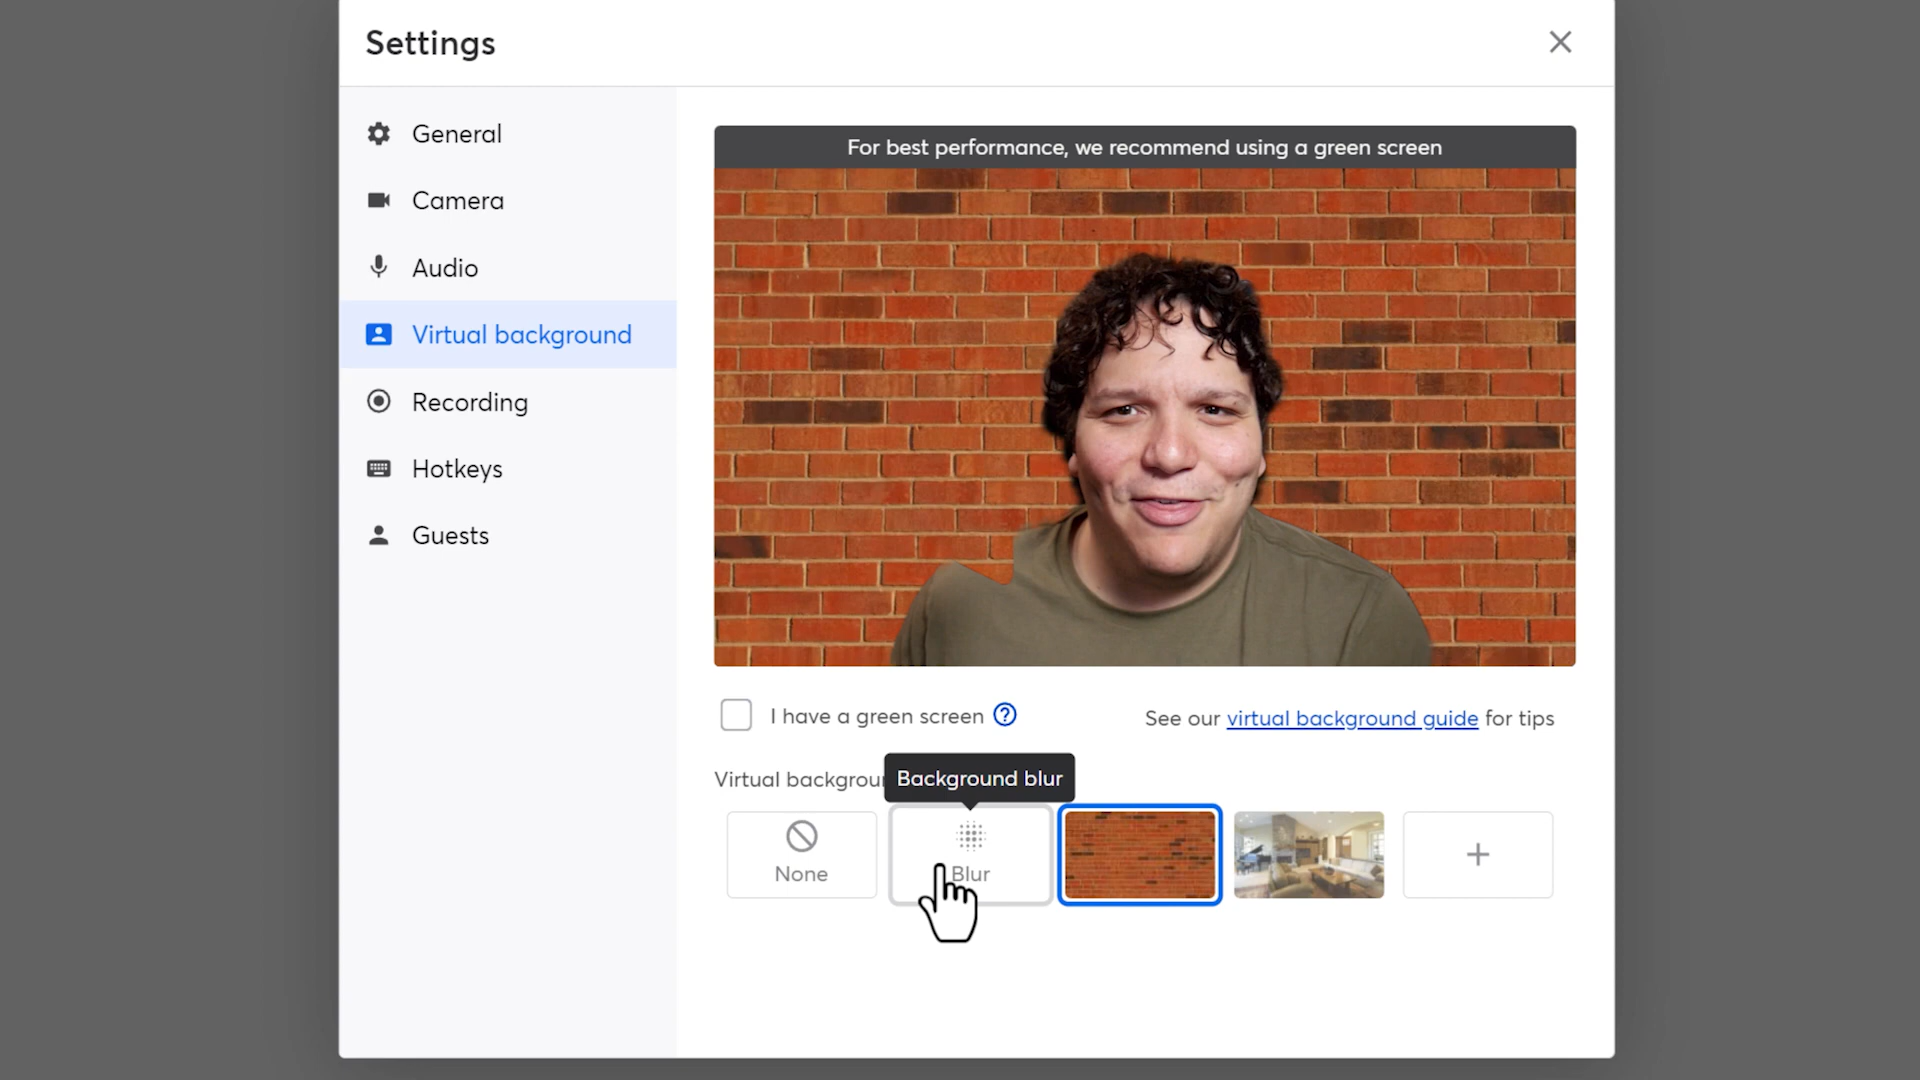 Settings
General
Camera
Audio
Virtual background
Recording
Hotkeys
Guests
For best performance, we recommend using a green screen
I have a green screen ?
See our virtual background guide for tips
Virtual
Background blur
None
Blur